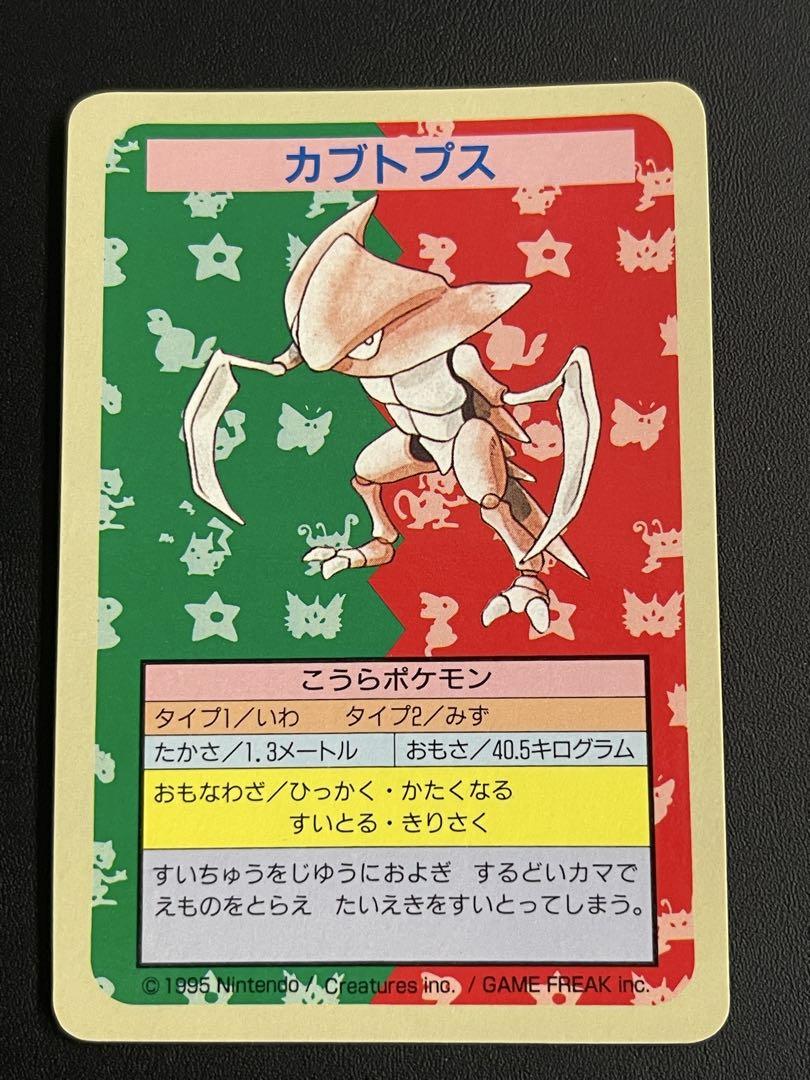 カブトプス
こうらポケモン
タイプ1/いわ　タイプ2/みず
たかさ/1.3メートル　おもさ/40.5キログラム
おもなわざ/ひっかく・かたくなる
すいとる・きりさく
すいちゅうをじゆうにおよぎ　するどいカマで
えものをとらえ　たいえきをすいとってしまう。
© 1995 Nintendo / Creatures inc. / GAME FREAK inc.